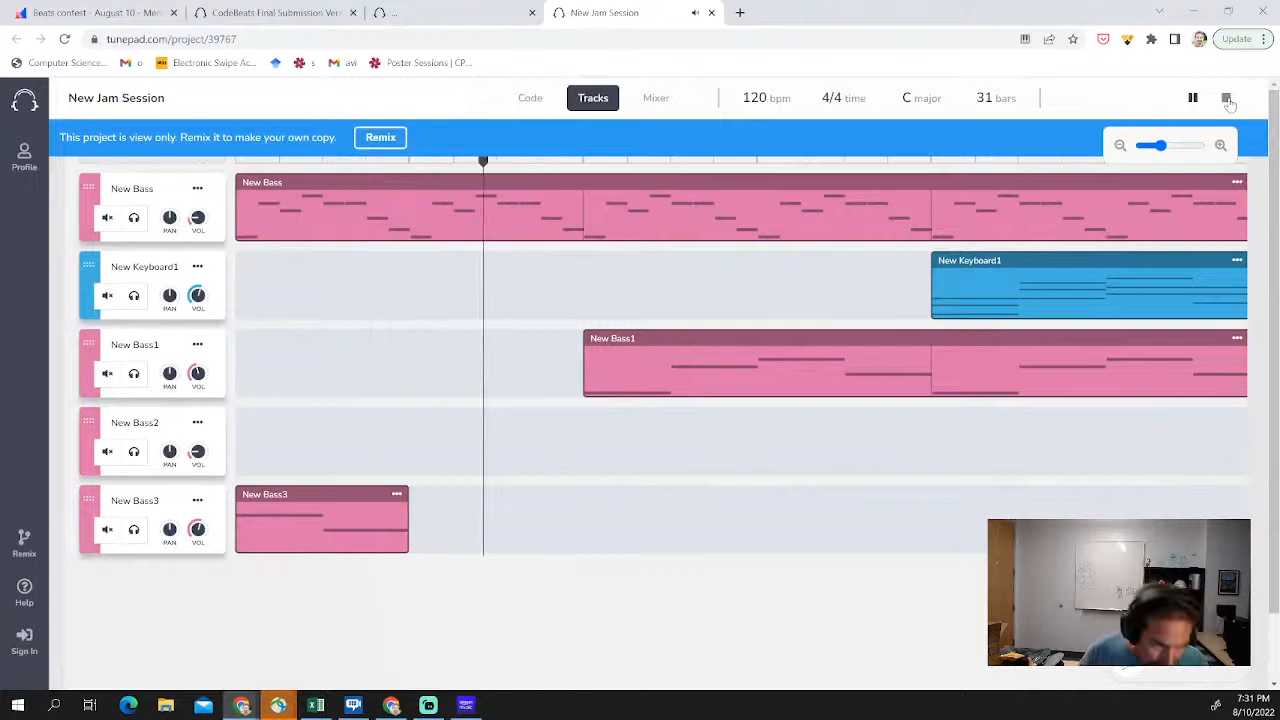 Beats contest - August 10 - Mem
CodeBeats Final Submission Vers
...
New Jam Session
tunepad.com/project/39767
Update
Computer Science...
o
Electronic Swipe Ac...
s
avi
Poster Sessions | CP...
New Jam Session
Code
Tracks
Mixer
120 bpm
4/4 time
C major
31 bars
This project is view only. Remix it to make your own copy.
Remix
Profile
New Bass
PAN
VOL
New Bass
New Keyboard1
PAN
VOL
New Keyboard1
New Bass1
PAN
VOL
New Bass1
New Bass2
PAN
VOL
New Bass3
PAN
VOL
New Bass3
Remix
Help
Sign In
7:31 PM
8/10/2022